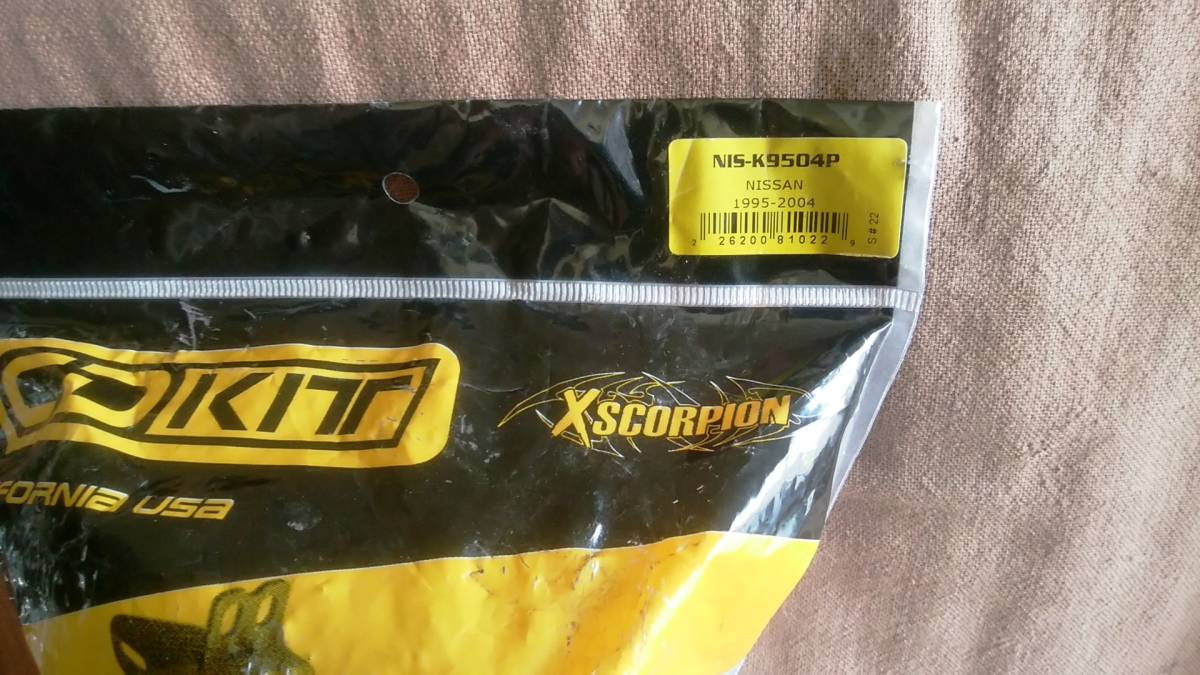 NIS-K9504P
NISSAN
1995-2004
2 26200 81022 9
S # 22
KIT
XSCORPION
FORNIA USA